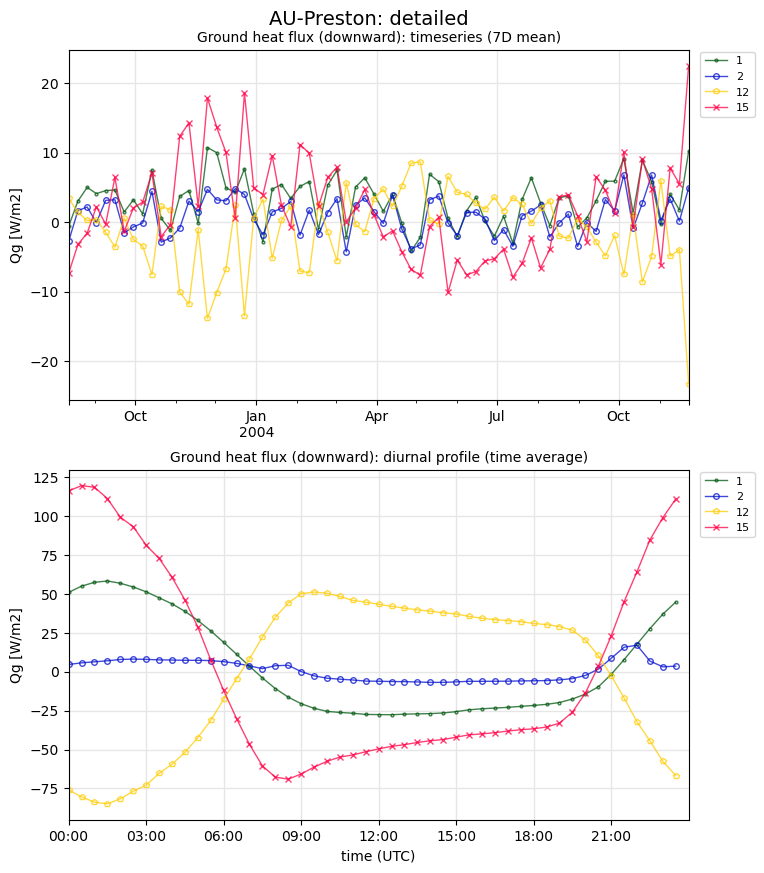 AU-Preston: detailed
Ground heat flux (downward): timeseries (7D mean)
Qg [W/m2]
20
10
0
−10
−20
Oct
Jan
2004
Apr
Jul
Oct
1
2
12
15
Ground heat flux (downward): diurnal profile (time average)
Qg [W/m2]
125
100
75
50
25
0
−25
−50
−75
00:00
03:00
06:00
09:00
12:00
15:00
18:00
21:00
time (UTC)
1
2
12
15